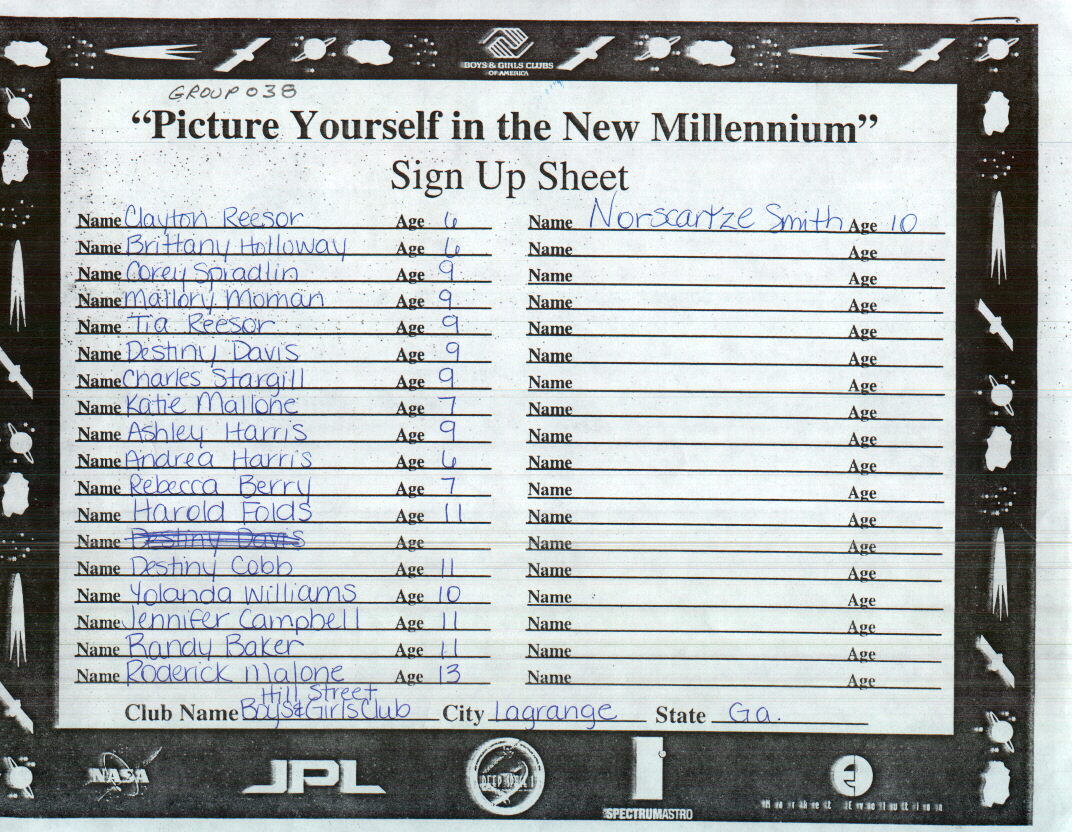 BOYS & GIRLS CLUBS
OF AMERICA
GROUP 038
“Picture Yourself in the New Millennium”
Sign Up Sheet
Name Clayton Reesor Age 6 Name Norscartze Smith Age 10
Name Brittany Holloway Age 6 Name Age
Name Corey Spradlin Age 9 Name Age
Name Mallory Moman Age 9 Name Age
Name Tia Reesor Age 9 Name Age
Name Destiny Davis Age 9 Name Age
Name Charles Stargill Age 9 Name Age
Name Katie Mallone Age 7 Name Age
Name Ashley Harris Age 9 Name Age
Name Andrea Harris Age 6 Name Age
Name Rebecca Berry Age 7 Name Age
Name Harold Folds Age 11 Name Age
Name Destiny Davis Age Name Age
Name Destiny Cobb Age 11 Name Age
Name Yolanda Williams Age 10 Name Age
Name Jennifer Campbell Age 11 Name Age
Name Randy Baker Age 11 Name Age
Name Roderick Malone Age 13 Name Age
Hill Street
Club Name Boys & Girls Club City Lagrange State Ga.
NASA JPL DEEP SPACE 1 SPECTRUMASTRO